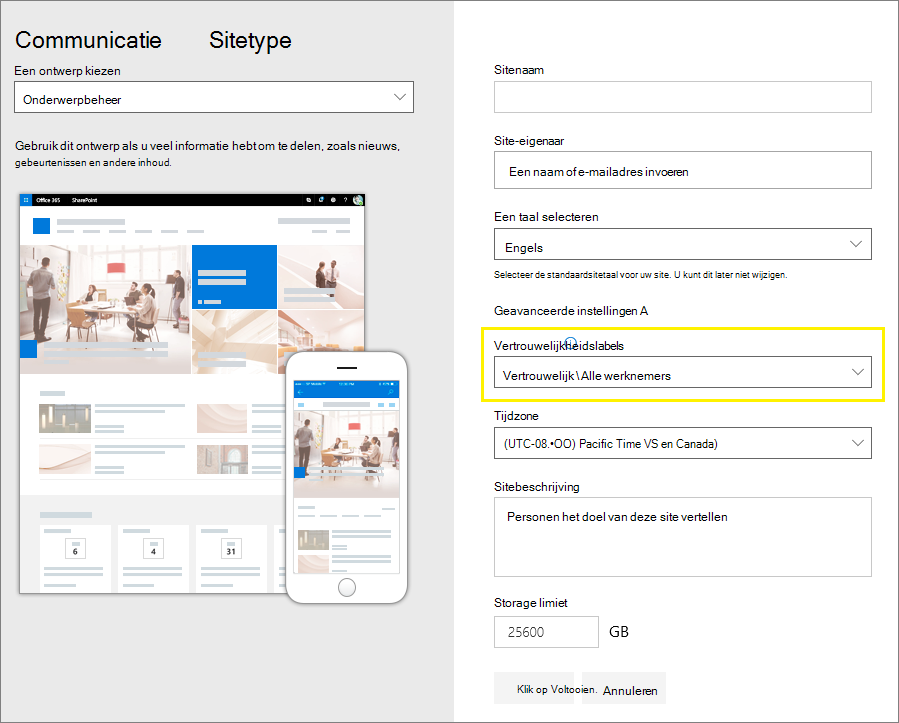 Communicatie Sitetype
Een ontwerp kiezen
Onderwerpbeheer
Gebruik dit ontwerp als u veel informatie hebt om te delen, zoals nieuws,
gebeurtenissen en andere inhoud.
Office 365 SharePoint ?
6 4 31
Sitenaam
Site-eigenaar
Een naam of e-mailadres invoeren
Een taal selecteren
Engels
Selecteer de standaardsitetaal voor uw site. U kunt dit later niet wijzigen.
Geavanceerde instellingen A
Vertrouwelijkheidslabels
Vertrouwelijk\Alle werknemers
Tijdzone
(UTC-08.•OO) Pacific Time VS en Canada)
Sitebeschrijving
Personen het doel van deze site vertellen
Storage limiet
25600 GB
Klik op Voltooien. Annuleren